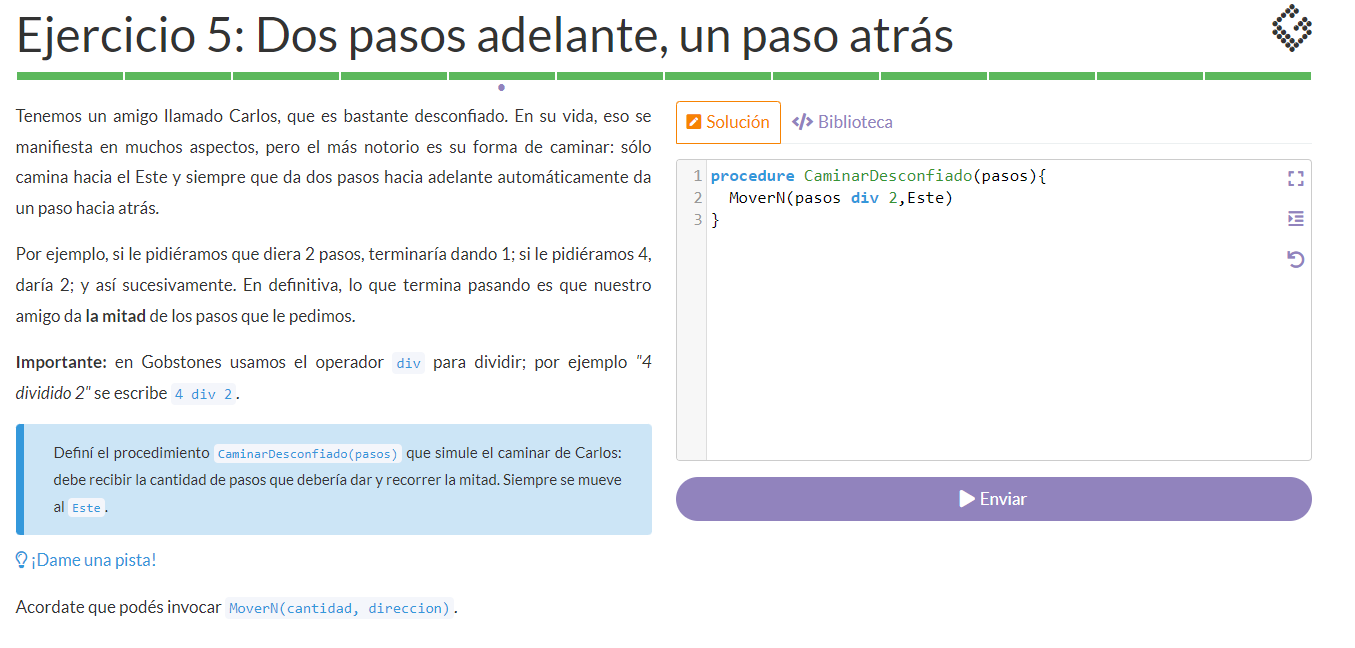 Ejercicio 5: Dos pasos adelante, un paso atrás
Tenemos un amigo llamado Carlos, que es bastante desconfiado. En su vida, eso se
manifiesta en muchos aspectos, pero el más notorio es su forma de caminar: sólo
camina hacia el Este y siempre que da dos pasos hacia adelante automáticamente da
un paso hacia atrás.
Por ejemplo, si le pidiéramos que diera 2 pasos, terminaría dando 1; si le pidiéramos 4,
daría 2; y así sucesivamente. En definitiva, lo que termina pasando es que nuestro
amigo da la mitad de los pasos que le pedimos.
Importante: en Gobstones usamos el operador div para dividir; por ejemplo "4
dividido 2" se escribe 4 div 2.
Definí el procedimiento CaminarDesconfiado(pasos) que simule el caminar de Carlos:
debe recibir la cantidad de pasos que debería dar y recorrer la mitad. Siempre se mueve
al Este.
¡Dame una pista!
Acordate que podés invocar MoverN(cantidad, direccion).
Solución
</> Biblioteca
1 procedure CaminarDesconfiado(pasos){
2 MoverN(pasos div 2,Este)
3 }
Enviar